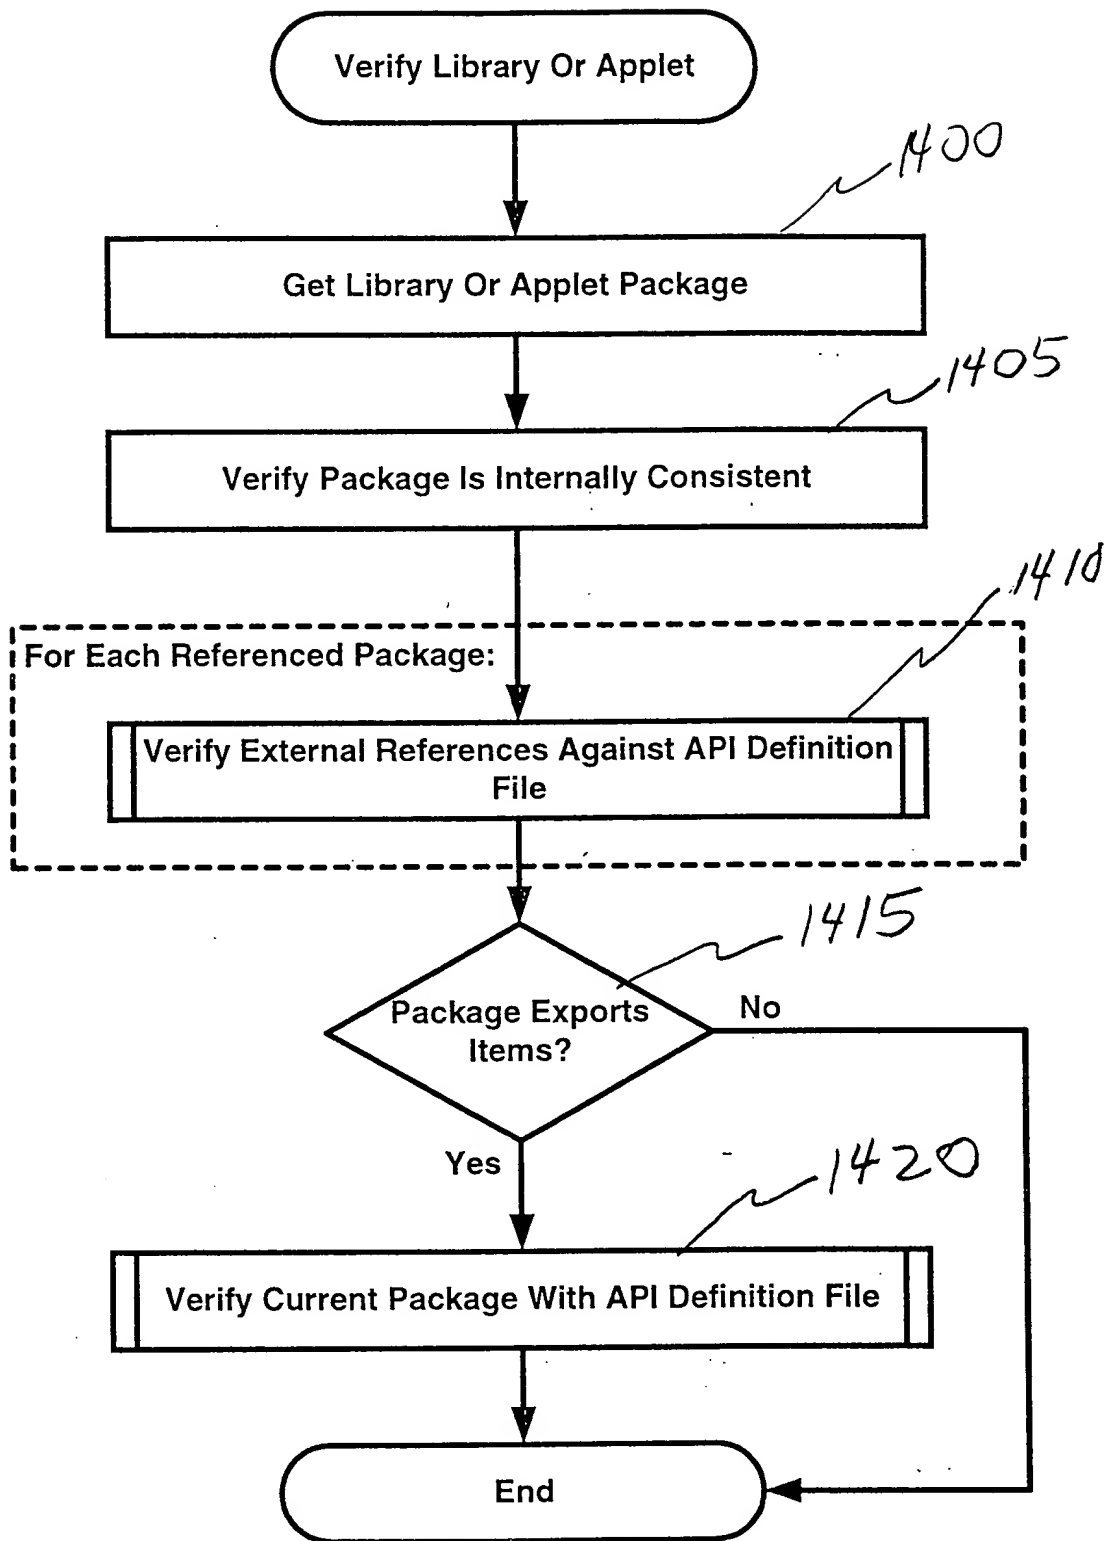 Verify Library Or Applet
1400
Get Library Or Applet Package
1405
Verify Package Is Internally Consistent
1410
For Each Referenced Package:
Verify External References Against API Definition
File
1415
Package Exports
Items?
No
Yes
1420
Verify Current Package With API Definition File
End